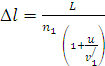 Δl = L / n₁ (1 + u / v₁′)